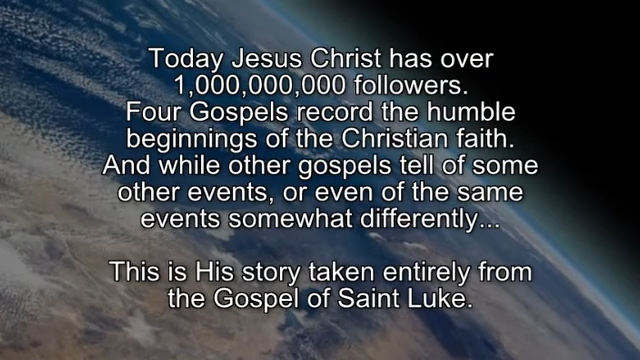 Today Jesus Christ has over
1,000,000,000 followers.
Four Gospels record the humble
beginnings of the Christian faith.
And while other gospels tell of some
other events, or even of the same
events somewhat differently...
This is His story taken entirely from
the Gospel of Saint Luke.